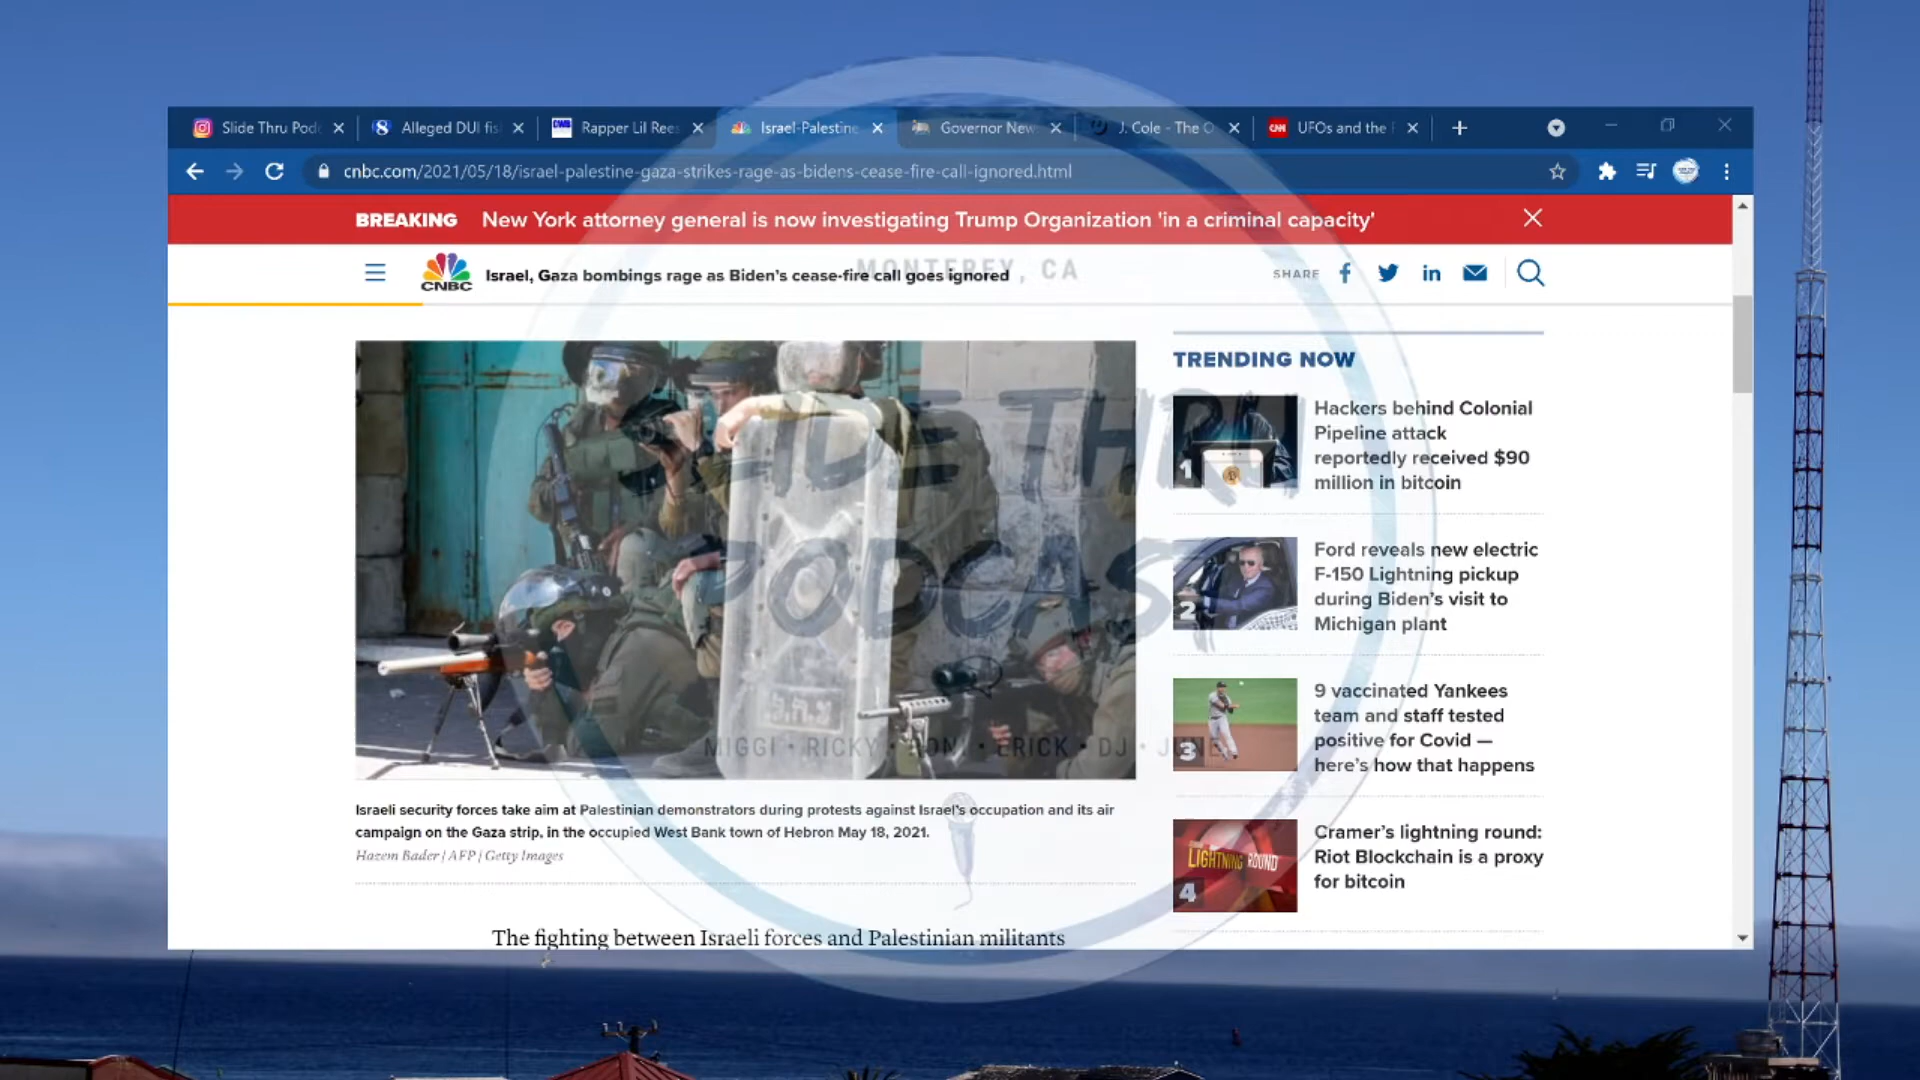 Slide Thru Pod
Alleged DUI fis
Rapper Lil Rees
Israel-Palestine
Governor New
J. Cole - The O
CNN
UFOs and the
cnbc.com/2021/05/18/israel-palestine-gaza-strikes-rage-as-bidens-cease-fire-call-ignored.html
BREAKING New York attorney general is now investigating Trump Organization 'in a criminal capacity'
CNBC
Israel, Gaza bombings rage as Biden's cease-fire call goes ignored
MONTEREY, CA
SHARE
SLIDE THRU
PODCAST
MIGGI • RICKY • • ERICK • DJ •
Israeli security forces take aim at Palestinian demonstrators during protests against Israel's occupation and its air
campaign on the Gaza strip, in the occupied West Bank town of Hebron May 18, 2021.
Hazem Bader | AFP | Getty Images
The fighting between Israeli forces and Palestinian militants
TRENDING NOW
1
Hackers behind Colonial
Pipeline attack
reportedly received $90
million in bitcoin
2
Ford reveals new electric
F-150 Lightning pickup
during Biden's visit to
Michigan plant
3
9 vaccinated Yankees
team and staff tested
positive for Covid —
here's how that happens
LIGHTNING ROUND
4
Cramer's lightning round:
Riot Blockchain is a proxy
for bitcoin